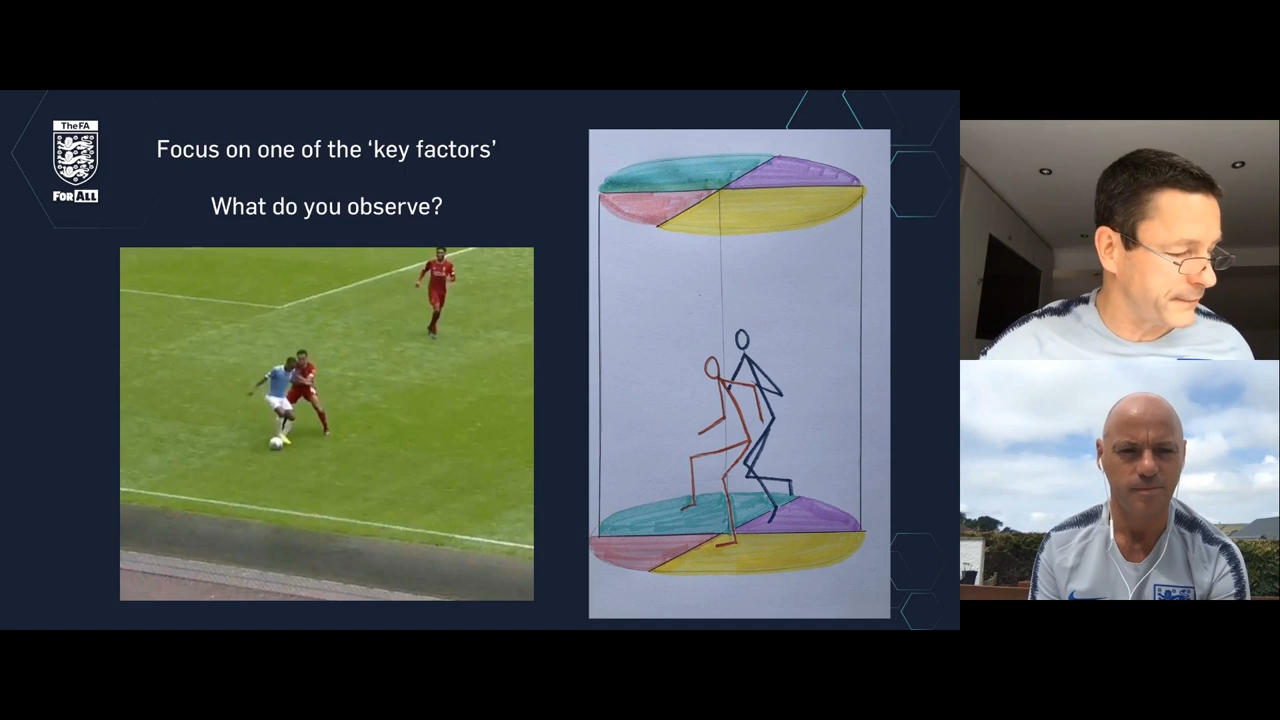 The FA
FOR ALL
Focus on one of the ‘key factors’
What do you observe?